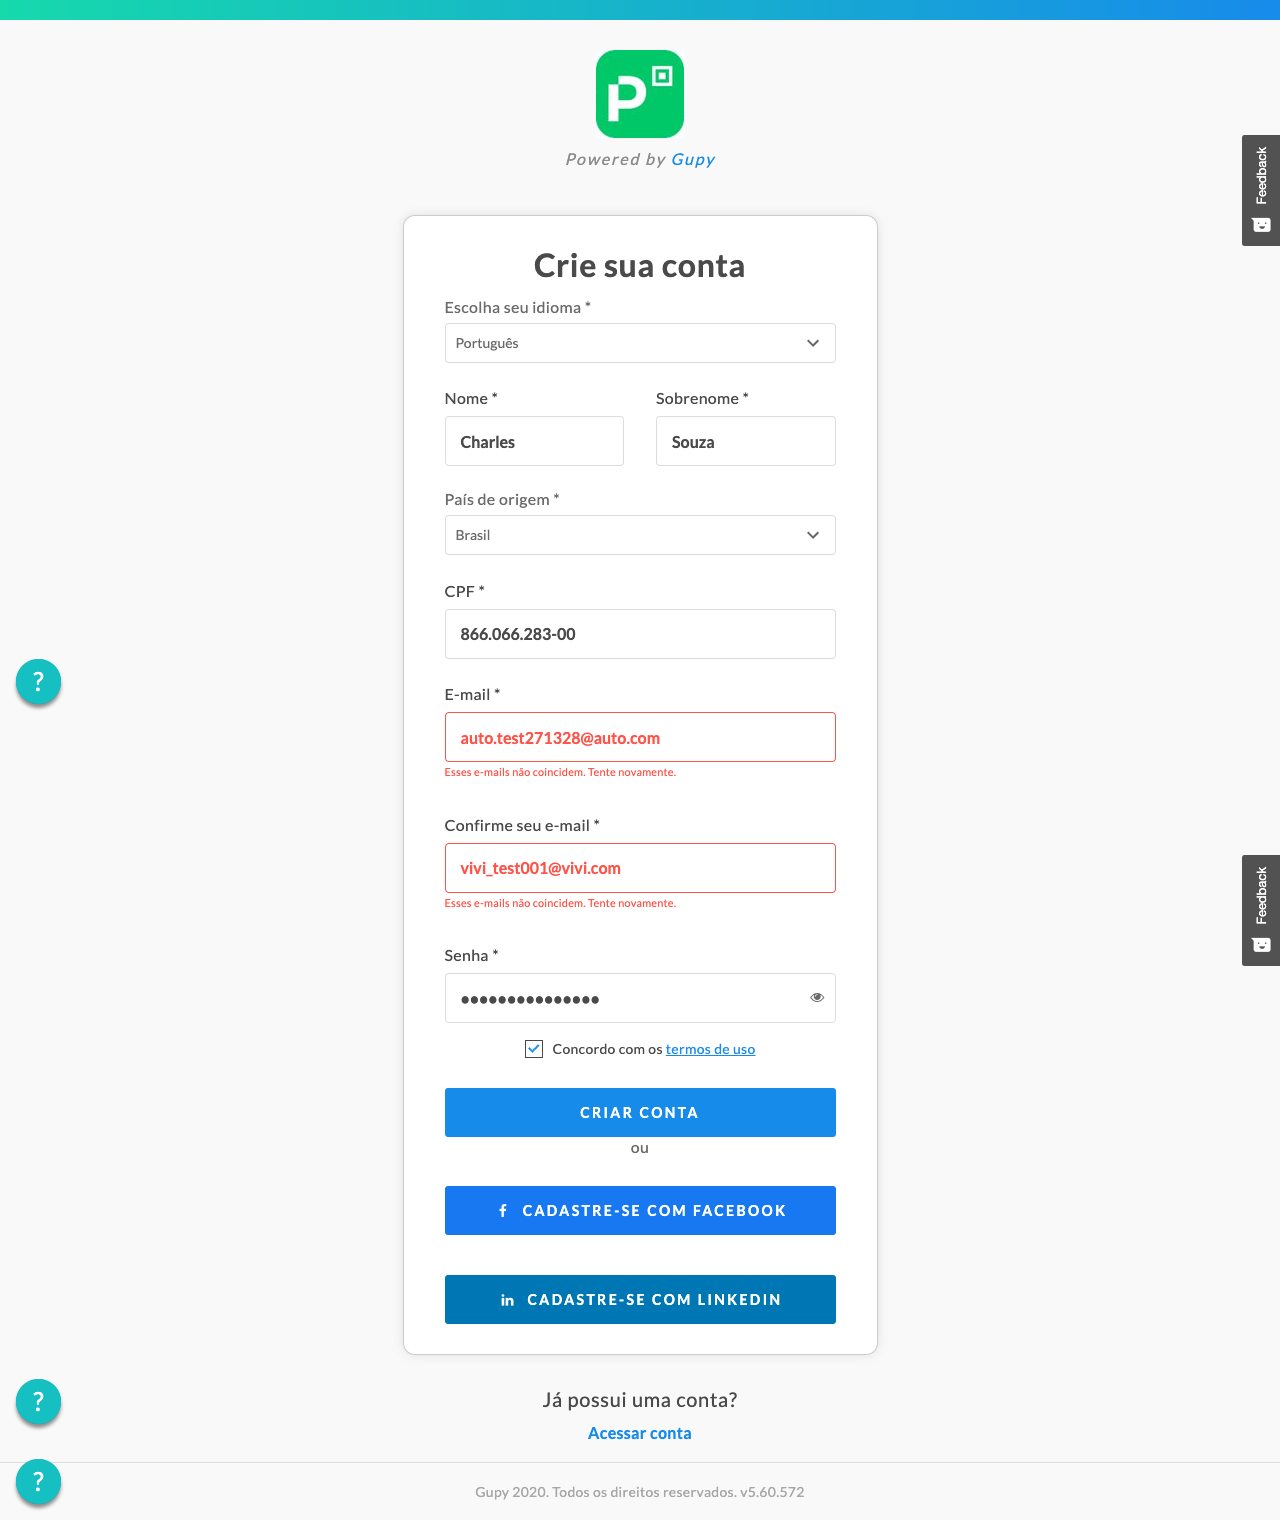 P
Powered by Gupy
Feedback
Crie sua conta
Escolha seu idioma *
Português
Nome *
Sobrenome *
Charles
Souza
País de origem *
Brasil
CPF *
866.066.283-00
?
E-mail *
auto.test271328@auto.com
Esses e-mails não coincidem. Tente novamente.
Confirme seu e-mail *
vivi_test001@vivi.com
Esses e-mails não coincidem. Tente novamente.
Feedback
Senha *
•••••••••••••••
Concordo com os termos de uso
CRIAR CONTA
ou
f CADASTRE-SE COM FACEBOOK
in CADASTRE-SE COM LINKEDIN
?
Já possui uma conta?
Acessar conta
?
Gupy 2020. Todos os direitos reservados. v5.60.572